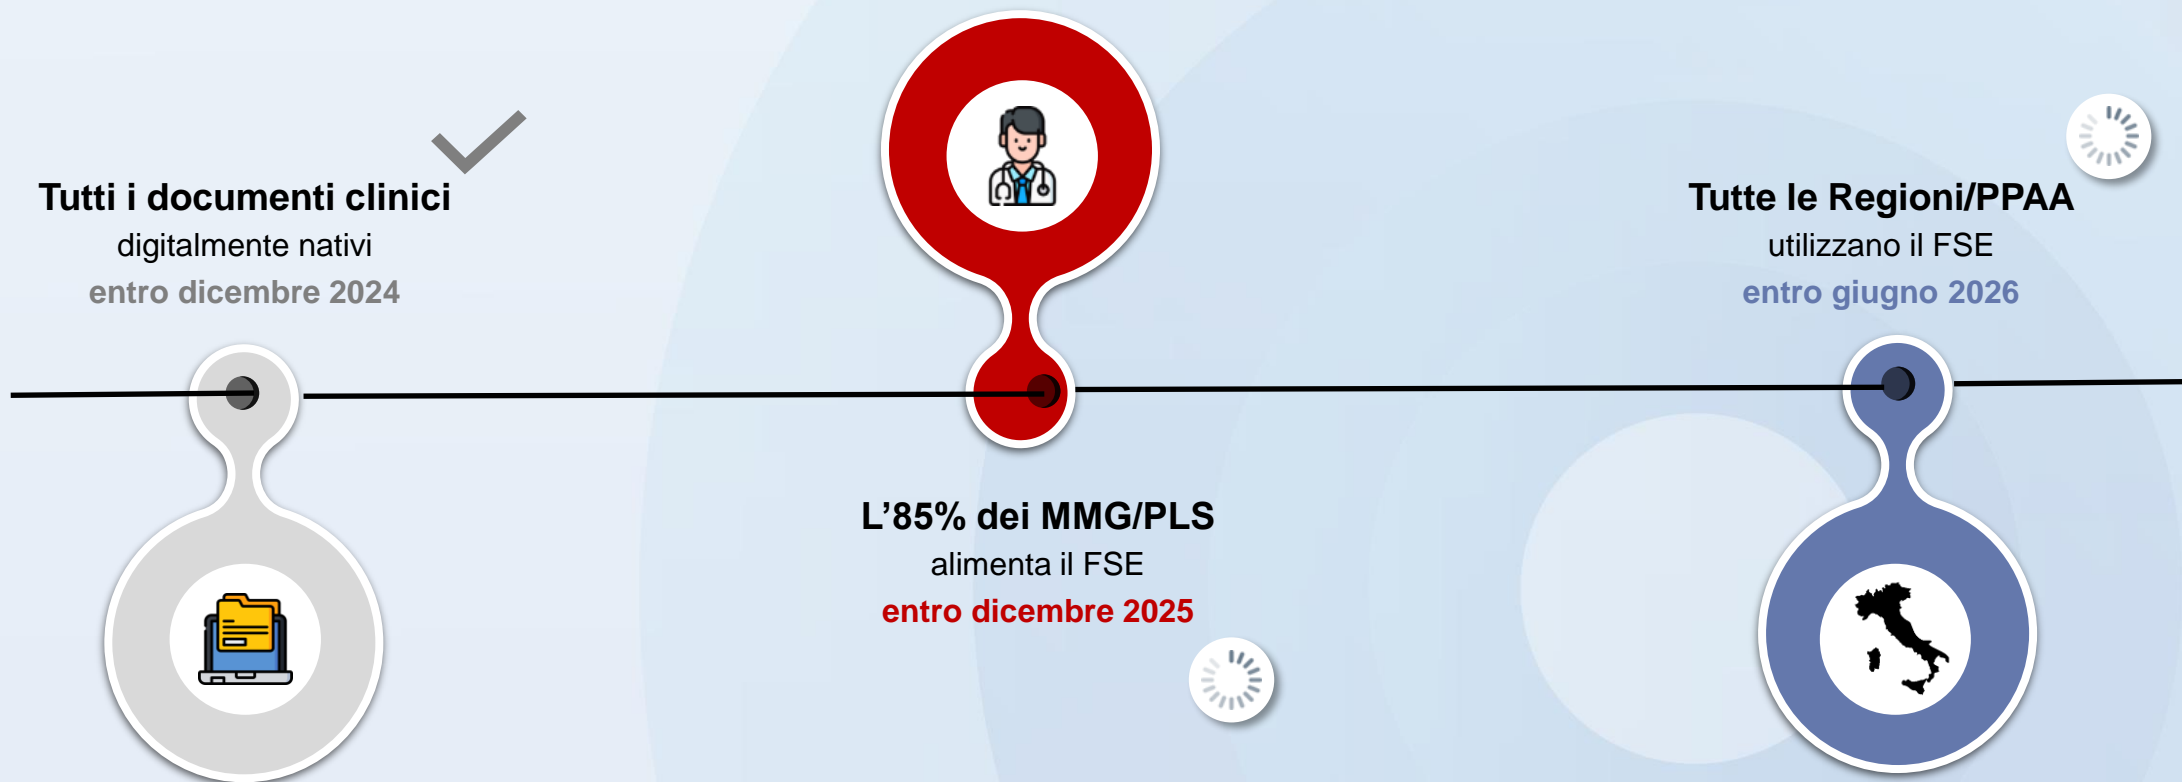 Tutti i documenti clinici
digitalmente nativi
entro dicembre 2024
L’85% dei MMG/PLS
alimenta il FSE
entro dicembre 2025
Tutte le Regioni/PPAA
utilizzano il FSE
entro giugno 2026